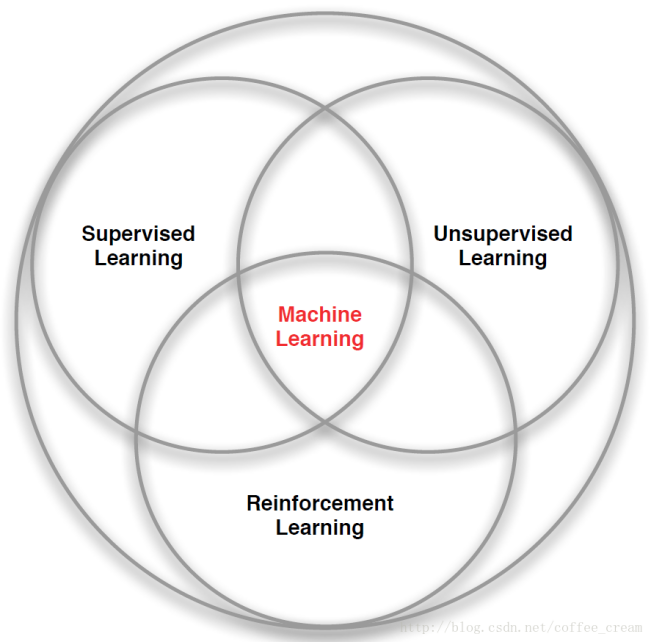 Supervised
Learning
Unsupervised
Learning
Machine
Learning
Reinforcement
Learning
http://blog.csdn.net/coffee_cream